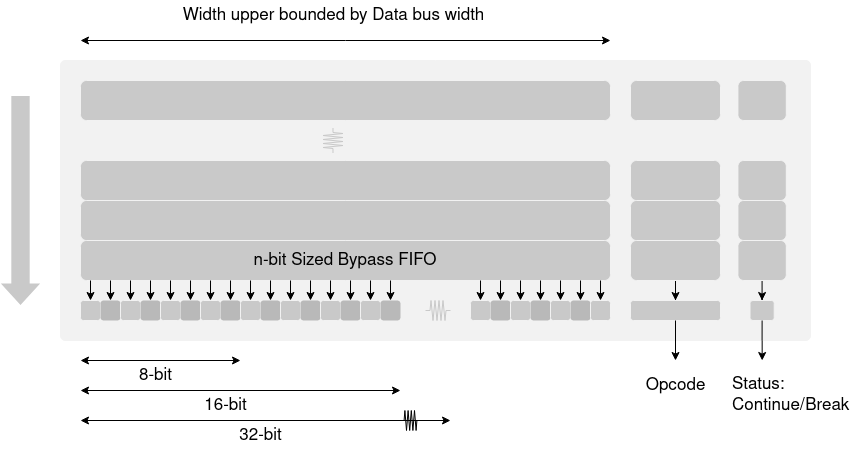 Width upper bounded by Data bus width
n-bit Sized Bypass FIFO
8-bit
16-bit
32-bit
Opcode
Status:
Continue/Break